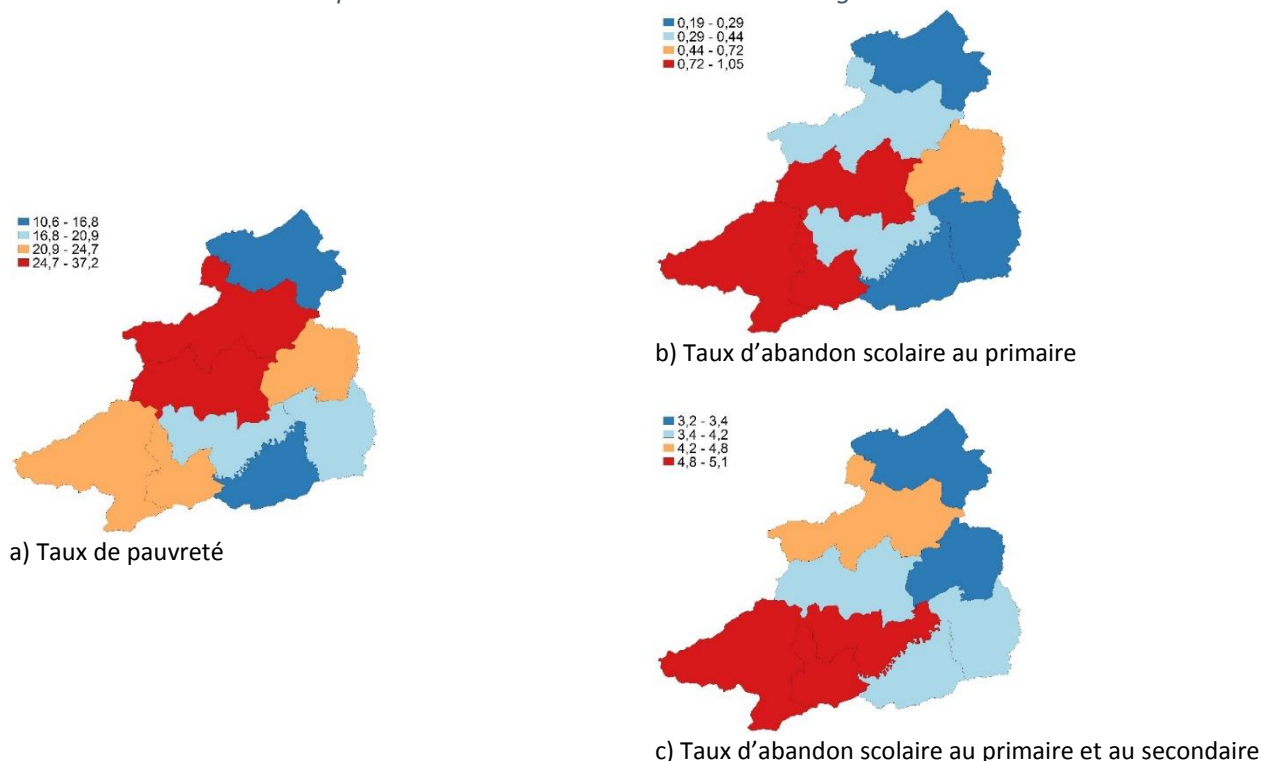 10,6 - 16,8
16,8 - 20,9
20,9 - 24,7
24,7 - 37,2
a) Taux de pauvreté
0,19 - 0,29
0,29 - 0,44
0,44 - 0,72
0,72 - 1,05
b) Taux d'abandon scolaire au primaire
3,2 - 3,4
3,4 - 4,2
4,2 - 4,8
4,8 - 5,1
c) Taux d'abandon scolaire au primaire et au secondaire